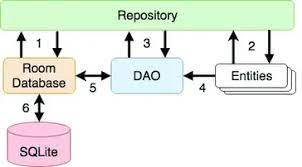 Repository
1
3
2
Room
Database
5
DAO
4
Entities
6
SQLite